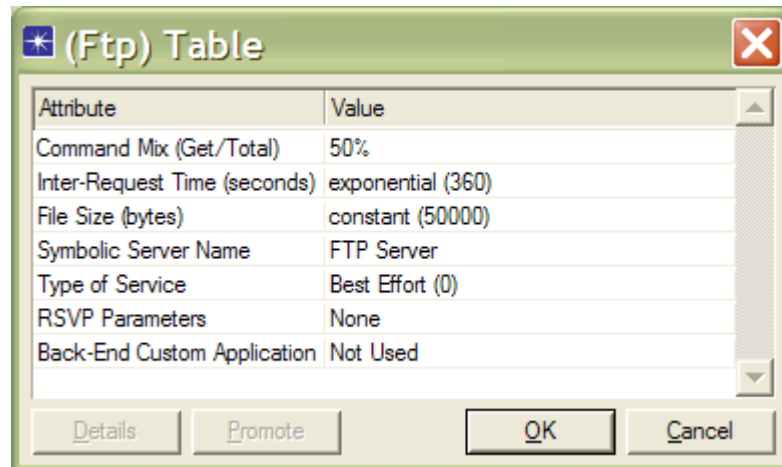 (Ftp) Table
Attribute Value
Command Mix (Get/Total) 50%
Inter-Request Time (seconds) exponential (360)
File Size (bytes) constant (50000)
Symbolic Server Name FTP Server
Type of Service Best Effort (0)
RSVP Parameters None
Back-End Custom Application Not Used
Details Promote OK Cancel